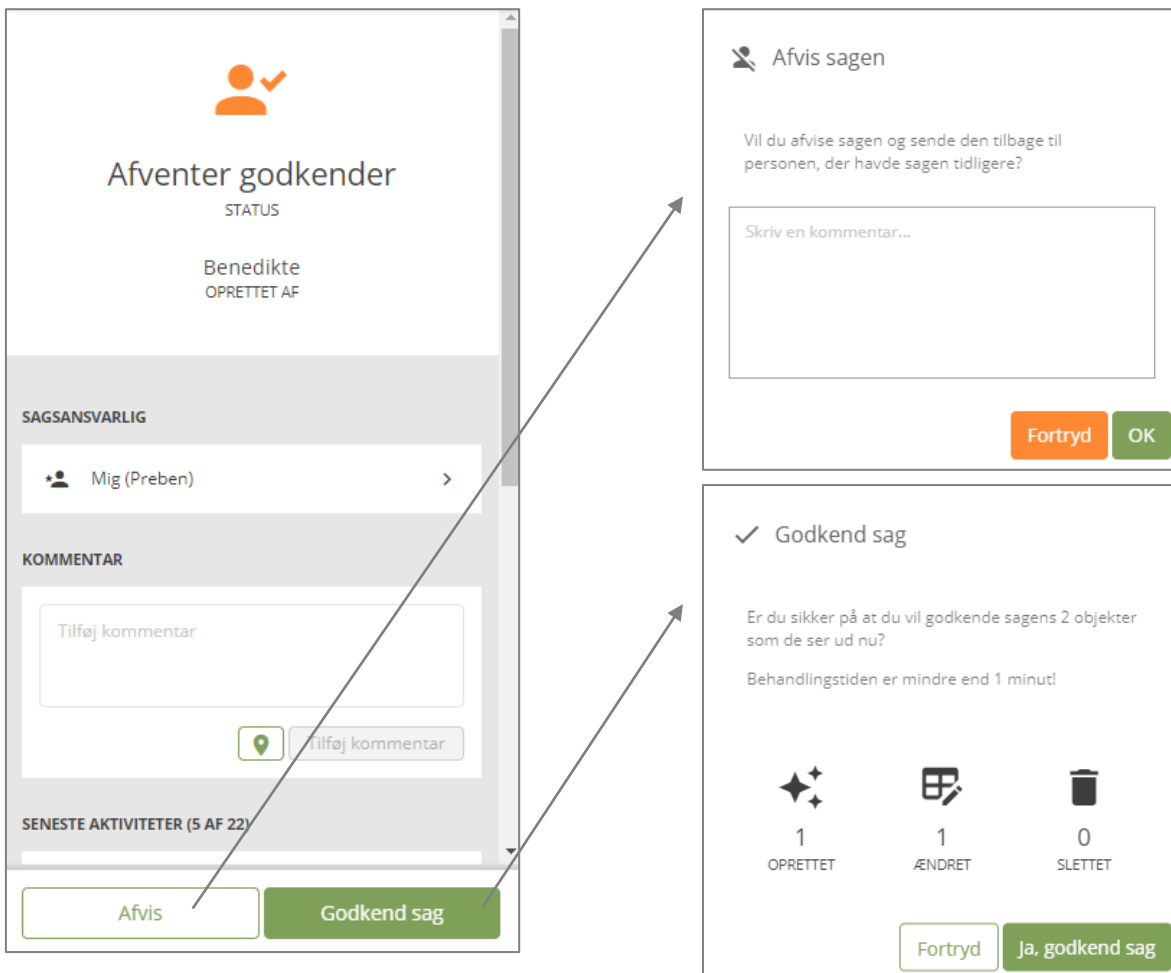 Afventer godkender
STATUS
Benedikte
OPRETTET AF
SAGSANSVARLIG
Mig (Preben)
KOMMENTAR
Tilføj kommentar
Tilføj kommentar
SENESTE AKTIVITETER (5 AF 22)
Afvis
Godkend sag
Afvis sagen
Vil du afvise sagen og sende den tilbage til
personen, der havde sagen tidligere?
Skriv en kommentar...
Fortryd
OK
Godkend sag
Er du sikker på at du vil godkende sagens 2 objekter
som de ser ud nu?
Behandlingstiden er mindre end 1 minut!
1
OPRETTET
1
ÆNDRET
0
SLETTET
Fortryd
Ja, godkend sag